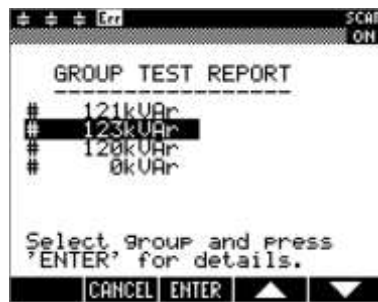 Err SCAN
ON
GROUP TEST REPORT
--------------------
# 121kVAr
# 123kVAr
# 120kVAr
# 0kVAr
Select group and press
'ENTER' for details.
CANCEL ENTER